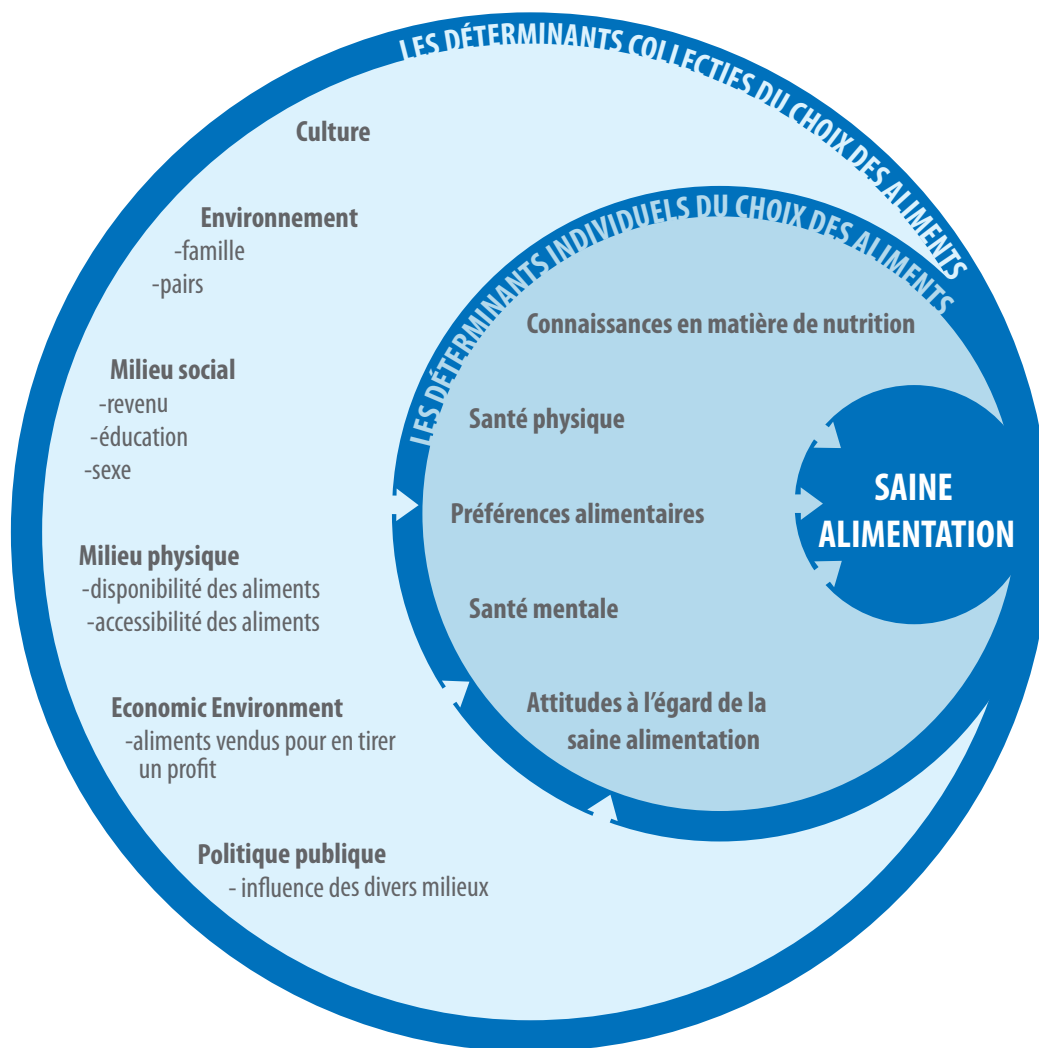 LES DÉTERMINANTS COLLECTIFS DU CHOIX DES ALIMENTS
Culture
Environnement
-famille
-pairs
Milieu social
-revenu
-éducation
-sexe
Milieu physique
-disponibilité des aliments
-accessibilité des aliments
Economic Environment
-aliments vendus pour en tirer
un profit
Politique publique
- influence des divers milieux
LES DÉTERMINANTS INDIVIDUELS DU CHOIX DES ALIMENTS
Connaissances en matière de nutrition
Santé physique
Préférences alimentaires
Santé mentale
Attitudes à l'égard de la
saine alimentation
SAINE
ALIMENTATION